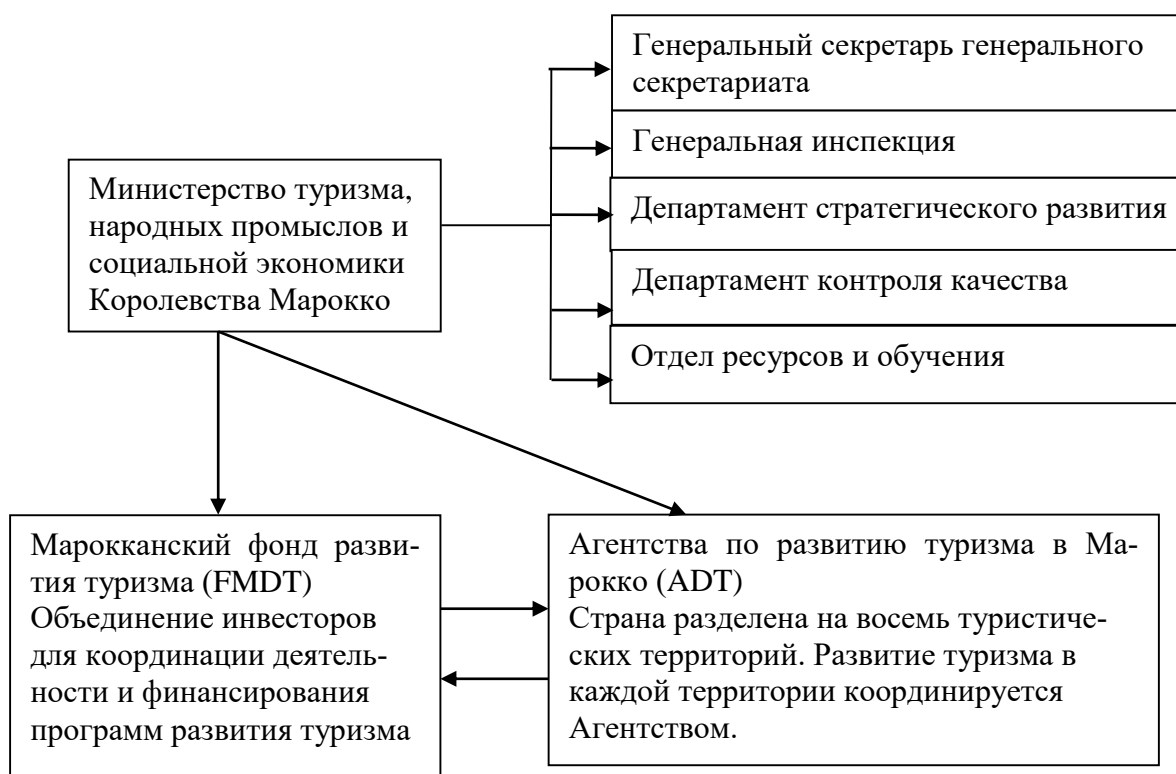 Генеральный секретарь генерального
секретариата
Генеральная инспекция
Министерство туризма,
народных промыслов и
социальной экономики
Королевства Марокко
Департамент стратегического развития
Департамент контроля качества
Отдел ресурсов и обучения
Марокканский фонд разви-
тия туризма (FMDT)
Объединение инвесторов
для координации деятель-
ности и финансирования
программ развития туризма
Агентства по развитию туризма в Ма-
рокко (ADT)
Страна разделена на восемь туристиче-
ских территорий. Развитие туризма в
каждой территории координируется
Агентством.